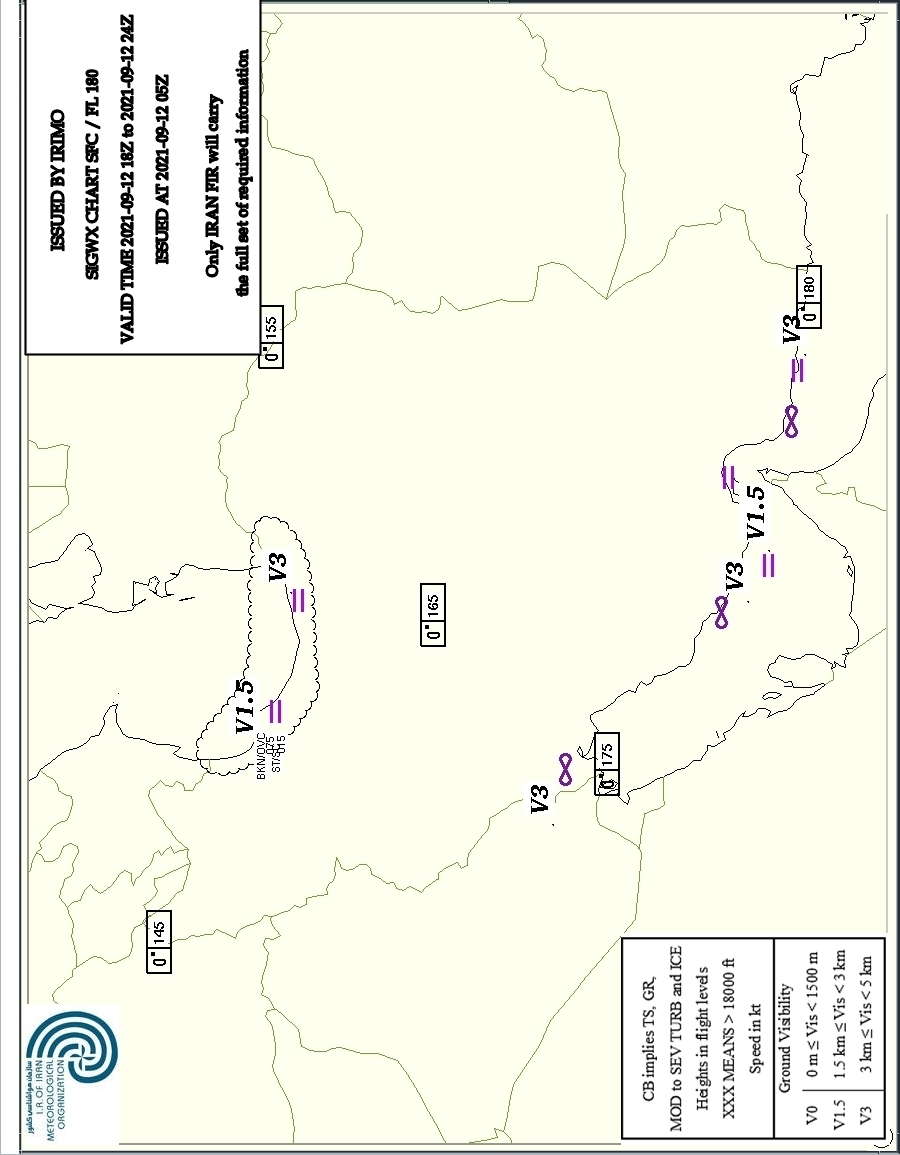 ISSUED BY IRIMO
SIGWX CHART SFC / FL 180
VALID TIME 2021-09-12 18Z to 2021-09-12 24Z
ISSUED AT 2021-09-12 05Z
Only IRAN FIR will carry
the full set of required information
سازمان هواشناسی کشور
I.R. OF IRAN
METEOROLOGICAL
ORGANIZATION
0° 145
0° 155
V1.5
V3
BKN/OVC
075
015
0° 165
V3
0° 175
V3
V1.5
V3
0° 180
CB implies TS, GR,
MOD to SEV TURB and ICE
Heights in flight levels
XXX MEANS > 18000 ft
Speed in kt
Ground Visibility
V0 0 m ≤ Vis < 1500 m
V1.5 1.5 km ≤ Vis < 3 km
V3 3 km ≤ Vis < 5 km